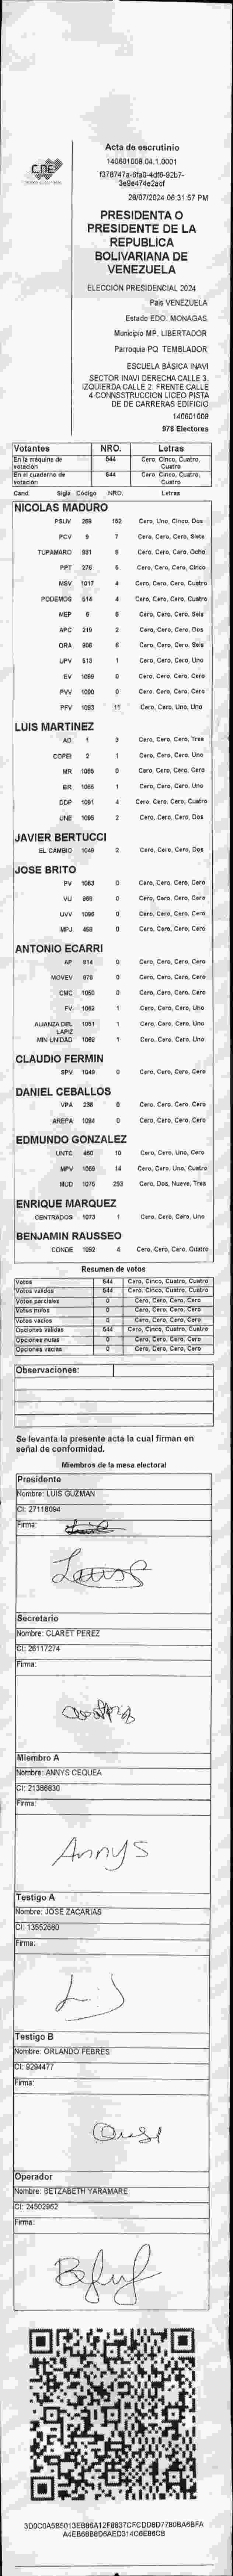 CDE
Acta de escrutinio
140601008.04.1.0001
f378747a-6fa0-4df6-92b7-
3e9e474e2acf
28/07/2024 06:31:57 PM
PRESIDENTA O
PRESIDENTE DE LA
REPUBLICA
BOLIVARIANA DE
VENEZUELA
ELECCION PRESIDENCIAL 2024
Pais VENEZUELA
Estado EDO. MONAGAS
Municipio MP. LIBERTADOR
Parroquia PQ. TEMBLADOR
ESCUELA BÁSICA INAVI
SECTOR INAVI DERECHA CALLE 3.
IZQUIERDA CALLE 2. FRENTE CALLE
4 CONNSSTRUCCION LICEO PISTA
DE DE CARRERAS EDIFICIO
140601008
978 Electores
Votantes NRO. Letras
En la máquina de votación 544 Cero, Cinco, Cuatro, Cuatro
En el cuaderno de votación 544 Cero, Cinco, Cuatro, Cuatro
Cand. Sigla Código NRO. Letras
NICOLAS MADURO
PSUV 269 152 Cero, Uno, Cinco, Dos
PCV 9 7 Cero, Cero, Cero, Siete
TUPAMARO 931 8 Cero, Cero, Cero, Ocho
PPT 276 5 Cero, Cero, Cero, Cinco
MSV 1017 4 Cero, Cero, Cero, Cuatro
PODEMOS 514 4 Cero, Cero, Cero, Cuatro
MEP 6 6 Cero, Cero, Cero, Seis
APC 219 2 Cero, Cero, Cero, Dos
ORA 906 6 Cero, Cero, Cero, Seis
UPV 513 1 Cero, Cero, Cero, Uno
EV 1089 0 Cero, Cero, Cero, Cero
PVV 1090 0 Cero, Cero, Cero, Cero
PFV 1093 11 Cero, Cero, Uno, Uno
LUIS MARTINEZ
AD 1 3 Cero, Cero, Cero, Tres
COPEI 2 1 Cero, Cero, Cero, Uno
MR 1065 0 Cero, Cero, Cero, Cero
BR 1066 1 Cero, Cero, Cero, Uno
DDP 1091 4 Cero, Cero, Cero, Cuatro
UNE 1095 2 Cero, Cero, Cero, Dos
JAVIER BERTUCCI
EL CAMBIO 1048 2 Cero, Cero, Cero, Dos
JOSE BRITO
PV 1063 0 Cero, Cero, Cero, Cero
VU 868 0 Cero, Cero, Cero, Cero
UVV 1096 0 Cero, Cero, Cero, Cero
MPJ 458 0 Cero, Cero, Cero, Cero
ANTONIO ECARRI
AP 914 0 Cero, Cero, Cero, Cero
MOVEV 978 0 Cero, Cero, Cero, Cero
CMC 1050 0 Cero, Cero, Cero, Cero
FV 1062 1 Cero, Cero, Cero, Uno
ALIANZA DEL LAPIZ 1051 1 Cero, Cero, Cero, Uno
MIN UNIDAD 1069 1 Cero, Cero, Cero, Uno
CLAUDIO FERMIN
SPV 1049 0 Cero, Cero, Cero, Cero
DANIEL CEBALLOS
VPA 236 0 Cero, Cero, Cero, Cero
AREPA 1094 0 Cero, Cero, Cero, Cero
EDMUNDO GONZALEZ
UNTC 460 10 Cero, Cero, Uno, Cero
MPV 1059 14 Cero, Cero, Uno, Cuatro
MUD 1075 293 Cero, Dos, Nueve, Tres
ENRIQUE MARQUEZ
CENTRADOS 1073 1 Cero, Cero, Cero, Uno
BENJAMIN RAUSSEO
CONDE 1092 4 Cero, Cero, Cero, Cuatro
Resumen de votos
Votos 544 Cero, Cinco, Cuatro, Cuatro
Votos validos 544 Cero, Cinco, Cuatro, Cuatro
Votos parciales 0 Cero, Cero, Cero, Cero
Votos nulos 0 Cero, Cero, Cero, Cero
Votos vacios 0 Cero, Cero, Cero, Cero
Opciones validas 544 Cero, Cinco, Cuatro, Cuatro
Opciones nulas 0 Cero, Cero, Cero, Cero
Opciones vacias 0 Cero, Cero, Cero, Cero
Observaciones:
Se levanta la presente acta la cual firman en
señal de conformidad.
Miembros de la mesa electoral
Presidente
Nombre: LUIS GUZMAN
CI: 27118094
Firma:
Secretario
Nombre: CLARET PEREZ
CI: 26117274
Firma:
Miembro A
Nombre: ANNYS CEQUEA
CI: 21386830
Firma:
Annys
Testigo A
Nombre: JOSE ZACARIAS
CI: 13552660
Firma:
Testigo B
Nombre: ORLANDO FEBRES
CI: 9294477
Firma:
Operador
Nombre: BETZABETH YARAMARE
CI: 24502962
Firma: